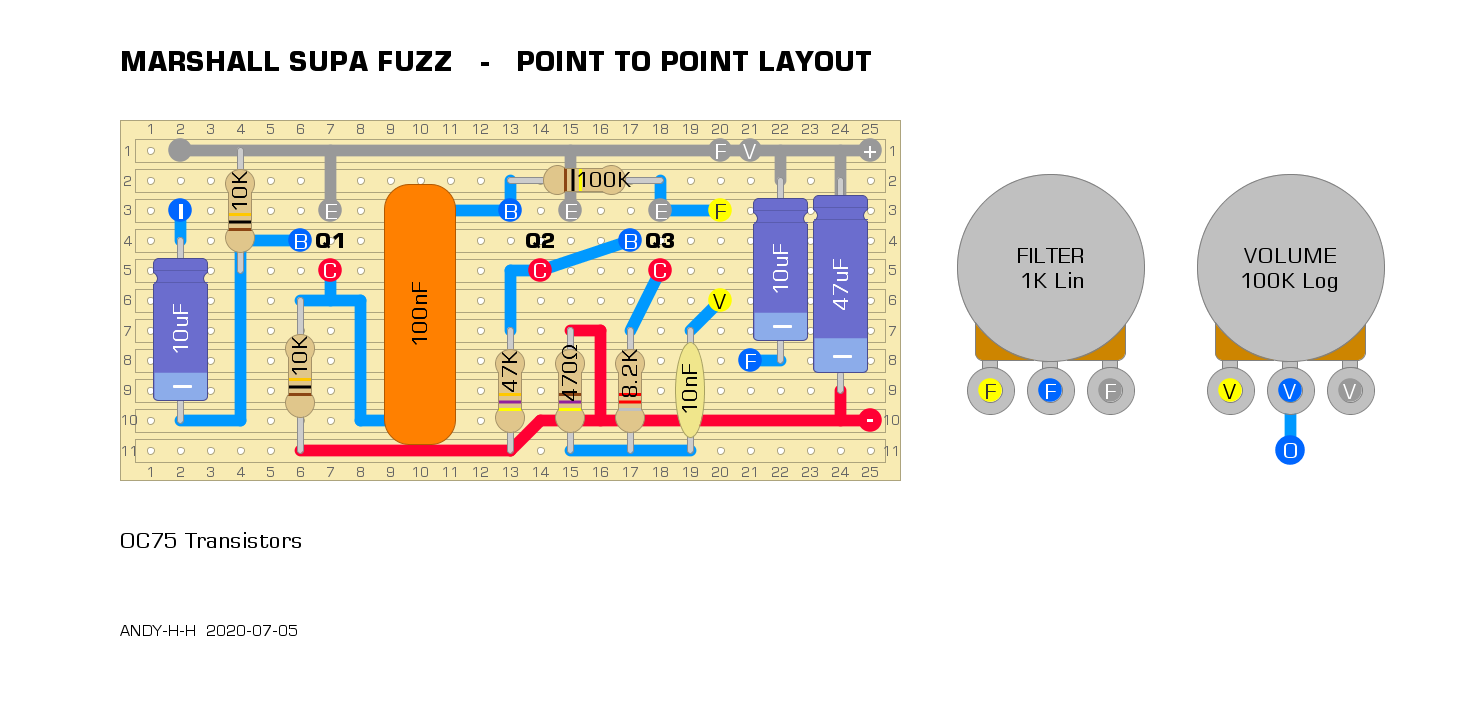 MARSHALL SUPA FUZZ - POINT TO POINT LAYOUT
1 2 3 4 5 6 7 8 9 10 11 12 13 14 15 16 17 18 19 20 21 22 23 24 25
1 F V + 1
2 10K 100K 2
3 I E B E E F 3
4 B Q1 Q2 B Q3 4
5 C C C 10uF 47uF 5
6 V 6
7 10uF 10K 100nF 7
8 47K 470Ω 8.2K F 8
9 10nF 9
10 - 10
11 11
1 2 3 4 5 6 7 8 9 10 11 12 13 14 15 16 17 18 19 20 21 22 23 24 25
FILTER
1K Lin
F F F
VOLUME
100K Log
V V V
O
OC75 Transistors
ANDY-H-H 2020-07-05